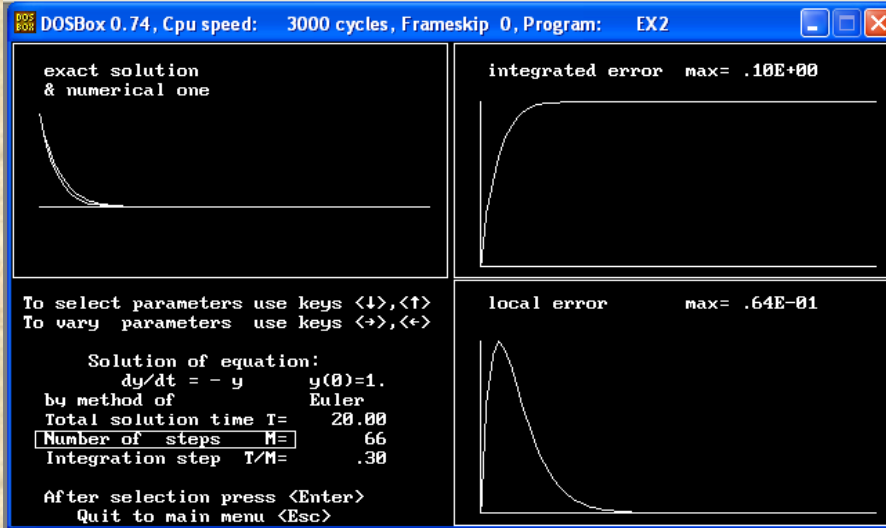 DOSBox 0.74, Cpu speed: 3000 cycles, Frameskip 0, Program: EX2
exact solution
& numerical one
integrated error max= .10E+00
To select parameters use keys <↓>,<↑>
To vary parameters use keys <→>,<←>
Solution of equation:
dy/dt = - y y(0)=1.
by method of Euler
Total solution time T= 20.00
Number of steps M= 66
Integration step T/M= .30
After selection press <Enter>
Quit to main menu <Esc>
local error max= .64E-01